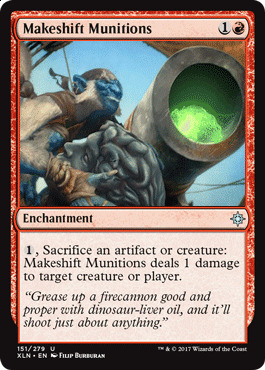 Makeshift Munitions 1
Enchantment
1, Sacrifice an artifact or creature:
Makeshift Munitions deals 1 damage
to target creature or player.
"Grease up a firecannon good and
proper with dinosaur-liver oil, and it'll
shoot just about anything."
151/279 U
XLN • EN FILIP BURBURAN
™ & © 2017 Wizards of the Coast